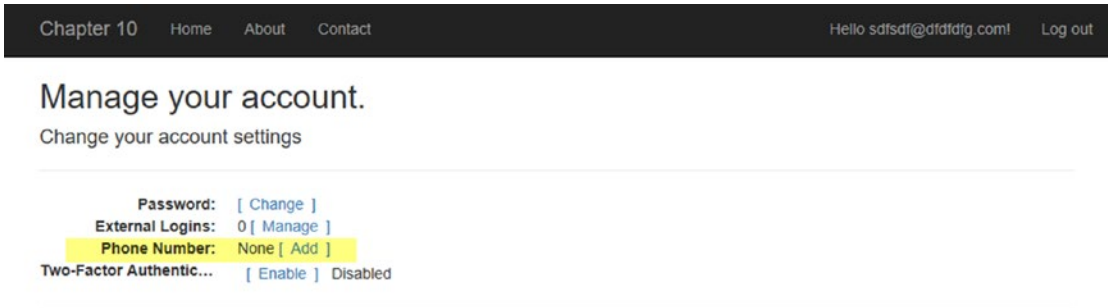 Chapter 10 Home About Contact Hello sdfsdf@dfdfdfg.com! Log out
Manage your account.
Change your account settings
Password: [ Change ]
External Logins: 0 [ Manage ]
Phone Number: None [ Add ]
Two-Factor Authentic... [ Enable ] Disabled